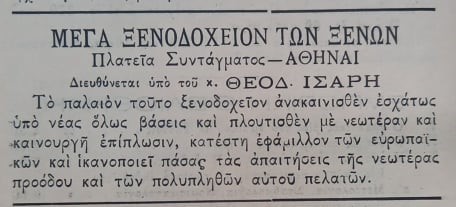 ΜΕΓΑ ΞΕΝΟΔΟΧΕΙΟΝ ΤΩΝ ΞΕΝΩΝ
Πλατεῖα Συντάγματος—ΑΘΗΝΑΙ
Διευθύνεται ὑπὸ τοῦ κ. ΘΕΟΔ. ΙΣΑΡΗ
Τὸ παλαιὸν τοῦτο ξενοδοχεῖον ἀνακαινισθὲν ἐσχάτως
ὑπὸ νέας ὅλως βάσεις καὶ πλουτισθὲν μὲ νεωτέραν καὶ
καινουργῆ ἐπίπλωσιν, κατέστη ἐφάμιλλον τῶν εὐρωπαϊ-
κῶν καὶ ἱκανοποιεῖ πάσας τὰς ἀπαιτήσεις τῆς νεωτέρας
προόδου καὶ τῶν πολυπληθῶν αὐτοῦ πελατῶν.